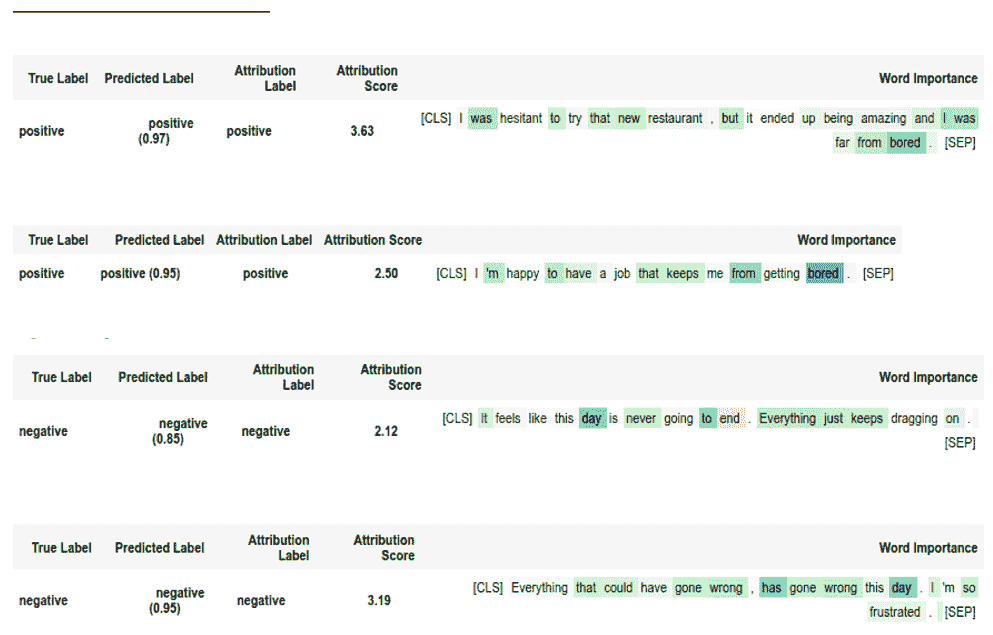 True Label Predicted Label Attribution Label Attribution Score Word Importance
positive positive (0.97) positive 3.63 [CLS] I was hesitant to try that new restaurant , but it ended up being amazing and I was
far from bored . [SEP]
True Label Predicted Label Attribution Label Attribution Score Word Importance
positive positive (0.95) positive 2.50 [CLS] I 'm happy to have a job that keeps me from getting bored . [SEP]
True Label Predicted Label Attribution Label Attribution Score Word Importance
negative negative (0.85) negative 2.12 [CLS] It feels like this day is never going to end . Everything just keeps dragging on .
[SEP]
True Label Predicted Label Attribution Label Attribution Score Word Importance
negative negative (0.95) negative 3.19 [CLS] Everything that could have gone wrong , has gone wrong this day . I 'm so
frustrated . [SEP]